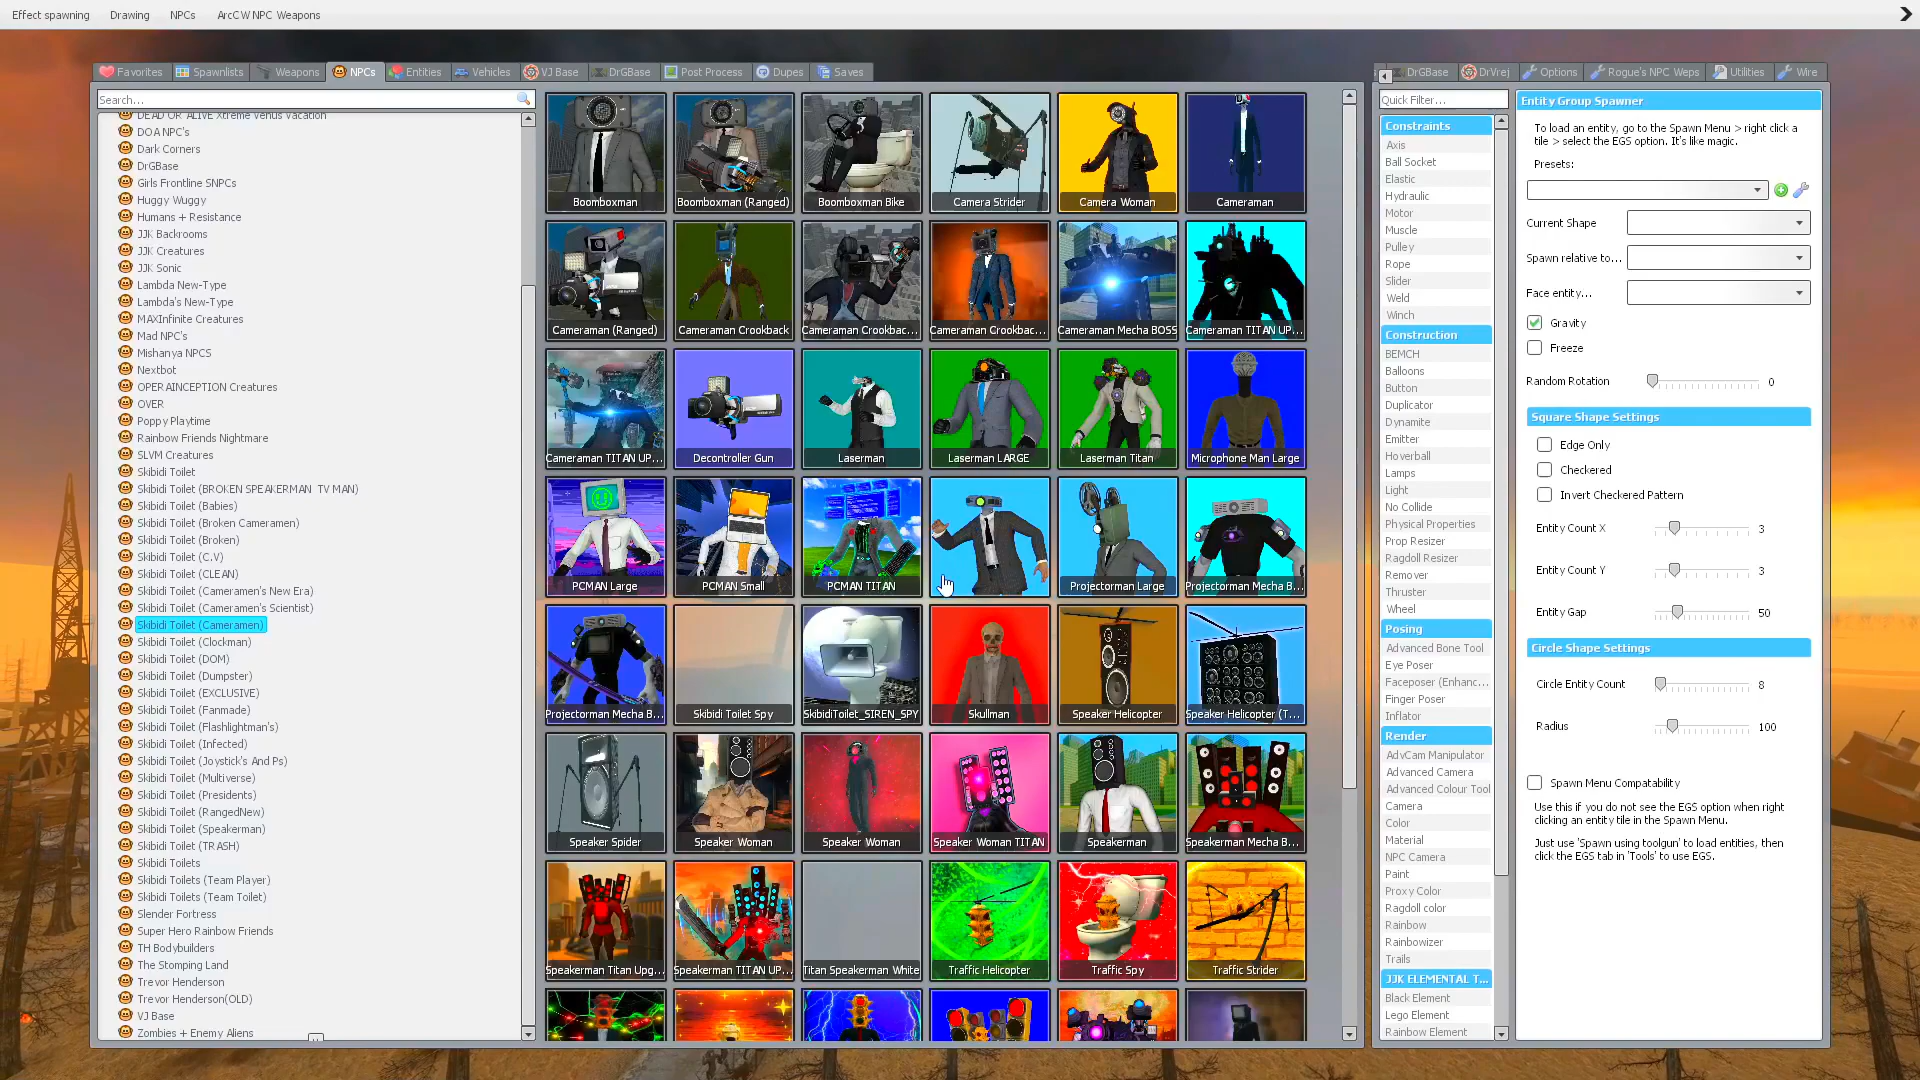 Effect spawning
Drawing
NPCs
ArcCW NPC Weapons
Favorites
Spawnlists
Weapons
NPCs
Entities
Vehicles
VJ Base
DrGBase
Post Process
Dupes
Saves
Search...
DEAD OR ALIVE Xtreme Venus Vacation
DOA NPC's
Dark Corners
DrGBase
Girls Frontline SNPCs
Huggy Wuggy
Humans + Resistance
JJK Backrooms
JJK Creatures
JJK Sonic
Lambda New-Type
Lambda's New-Type
MAXInfinite Creatures
Mad NPC's
Mishanya NPCS
Nextbot
OPERAINCEPTION Creatures
OVER
Poppy Playtime
Rainbow Friends Nightmare
SLVM Creatures
Skibidi Toilet
Skibidi Toilet (BROKEN SPEAKERMAN TV MAN)
Skibidi Toilet (Babies)
Skibidi Toilet (Broken Cameramen)
Skibidi Toilet (Broken)
Skibidi Toilet (C.V)
Skibidi Toilet (CLEAN)
Skibidi Toilet (Cameramen's New Era)
Skibidi Toilet (Cameramen's Scientist)
Skibidi Toilet (Cameramen)
Skibidi Toilet (Clockman)
Skibidi Toilet (DOM)
Skibidi Toilet (Dumpster)
Skibidi Toilet (EXCLUSIVE)
Skibidi Toilet (Fanmade)
Skibidi Toilet (Flashlightman's)
Skibidi Toilet (Infected)
Skibidi Toilet (Joystick's And Ps)
Skibidi Toilet (Multiverse)
Skibidi Toilet (Presidents)
Skibidi Toilet (RangedNew)
Skibidi Toilet (Speakerman)
Skibidi Toilet (TRASH)
Skibidi Toilets
Skibidi Toilets (Team Player)
Skibidi Toilets (Team Toilet)
Slender Fortress
Super Hero Rainbow Friends
TH Bodybuilders
The Stomping Land
Trevor Henderson
Trevor Henderson(OLD)
VJ Base
Zombies + Enemy Aliens
Boomboxman
Boomboxman (Ranged)
Boomboxman Bike
Camera Strider
Camera Woman
Cameraman
Cameraman (Ranged)
Cameraman Crookback
Cameraman Crookbac...
Cameraman Crookbac...
Cameraman Mecha BOSS
Cameraman TITAN UP...
Cameraman TITAN UP...
Decontroller Gun
Laserman
Laserman LARGE
Laserman Titan
Microphone Man Large
PCMAN Large
PCMAN Small
PCMAN TITAN
Projectorman Large
Projectorman Mecha B...
Projectorman Mecha B...
Skibidi Toilet Spy
SkibidiToilet_SIREN_SPY
Skullman
Speaker Helicopter
Speaker Helicopter (T...
Speaker Spider
Speaker Woman
Speaker Woman
Speaker Woman TITAN
Speakerman
Speakerman Mecha B...
Speakerman Titan Upg...
Speakerman TITAN UP...
Titan Speakerman White
Traffic Helicopter
Traffic Spy
Traffic Strider
DrGBase
DrVrej
Options
Rogue's NPC Weps
Utilities
Wire
Quick Filter...
Constraints
Axis
Ball Socket
Elastic
Hydraulic
Motor
Muscle
Pulley
Rope
Slider
Weld
Winch
Construction
BEMCH
Balloons
Button
Duplicator
Dynamite
Emitter
Hoverball
Lamps
Light
No Collide
Physical Properties
Prop Resizer
Ragdoll Resizer
Remover
Thruster
Wheel
Posing
Advanced Bone Tool
Eye Poser
Faceposer (Enhanc...
Finger Poser
Inflator
Render
AdvCam Manipulator
Advanced Camera
Advanced Colour Tool
Camera
Color
Material
NPC Camera
Paint
Proxy Color
Ragdoll color
Rainbow
Rainbowizer
Trails
JJK ELEMENTAL T...
Black Element
Lego Element
Rainbow Element
Entity Group Spawner
To load an entity, go to the Spawn Menu > right click a
tile > select the EGS option. It's like magic.
Presets:
Current Shape
Spawn relative to...
Face entity...
Gravity
Freeze
Random Rotation 0
Square Shape Settings
Edge Only
Checkered
Invert Checkered Pattern
Entity Count X 3
Entity Count Y 3
Entity Gap 50
Circle Shape Settings
Circle Entity Count 8
Radius 100
Spawn Menu Compatability
Use this if you do not see the EGS option when right
clicking an entity tile in the Spawn Menu.
Just use 'Spawn using toolgun' to load entities, then
click the EGS tab in 'Tools' to use EGS.